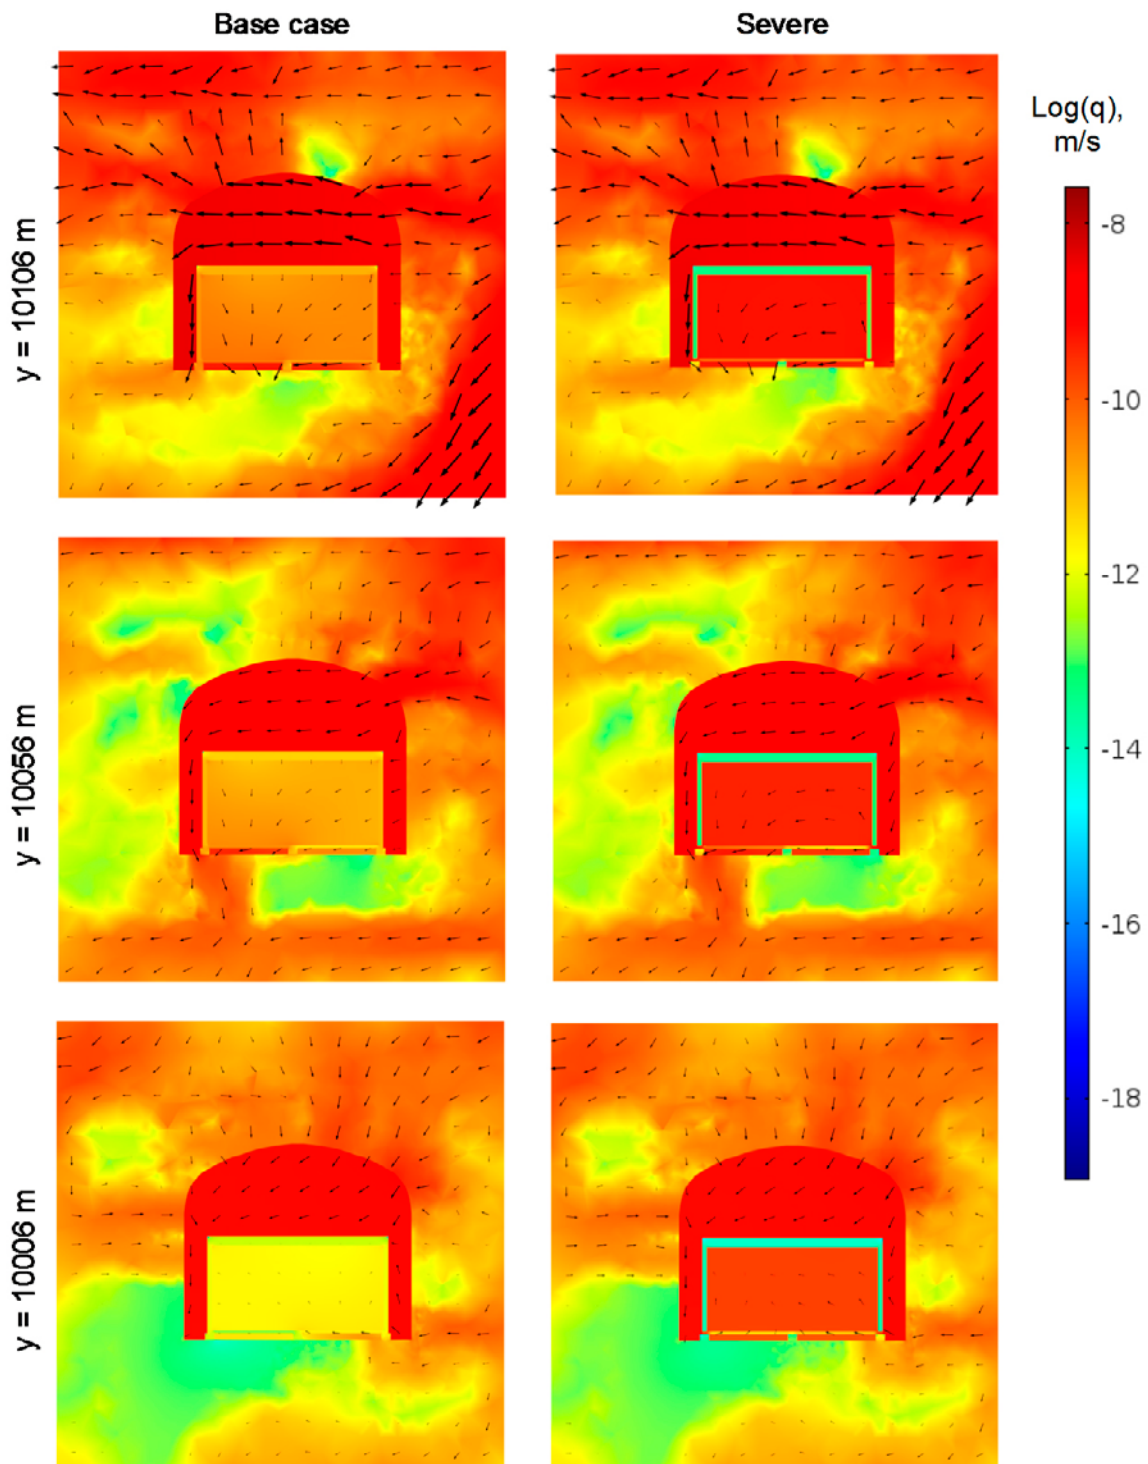 Base case
Severe
Log(q),
m/s
y = 10106 m
-8
-10
-12
y = 10056 m
-14
-16
-18
y = 10006 m